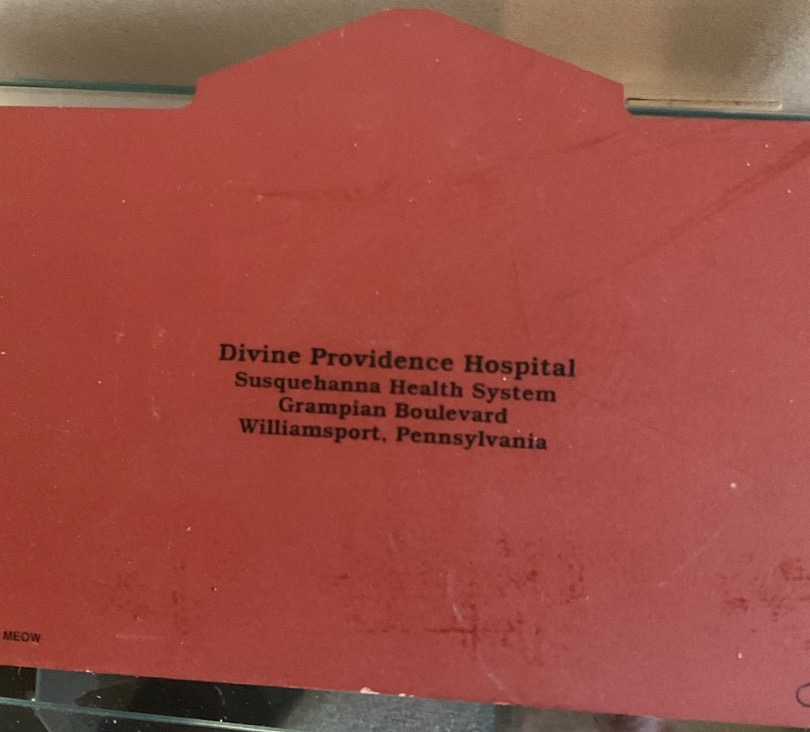 Divine Providence Hospital
Susquehanna Health System
Grampian Boulevard
Williamsport, Pennsylvania
MEOW